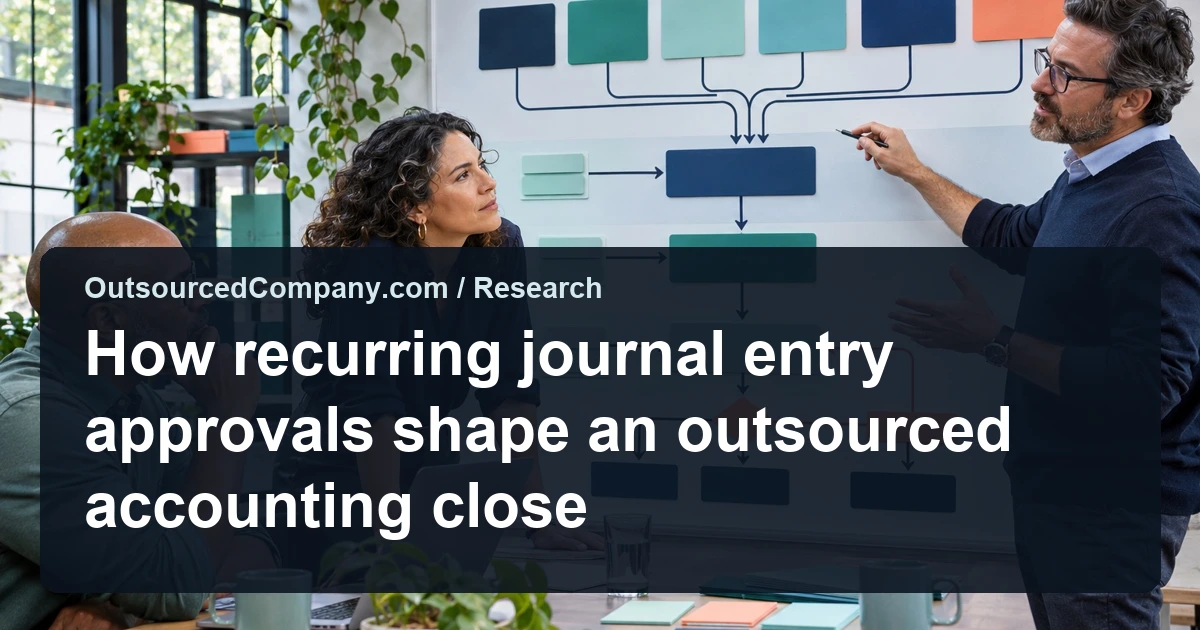 OutsourcedCompany.com / Research
How recurring journal entry
approvals shape an outsourced
accounting close